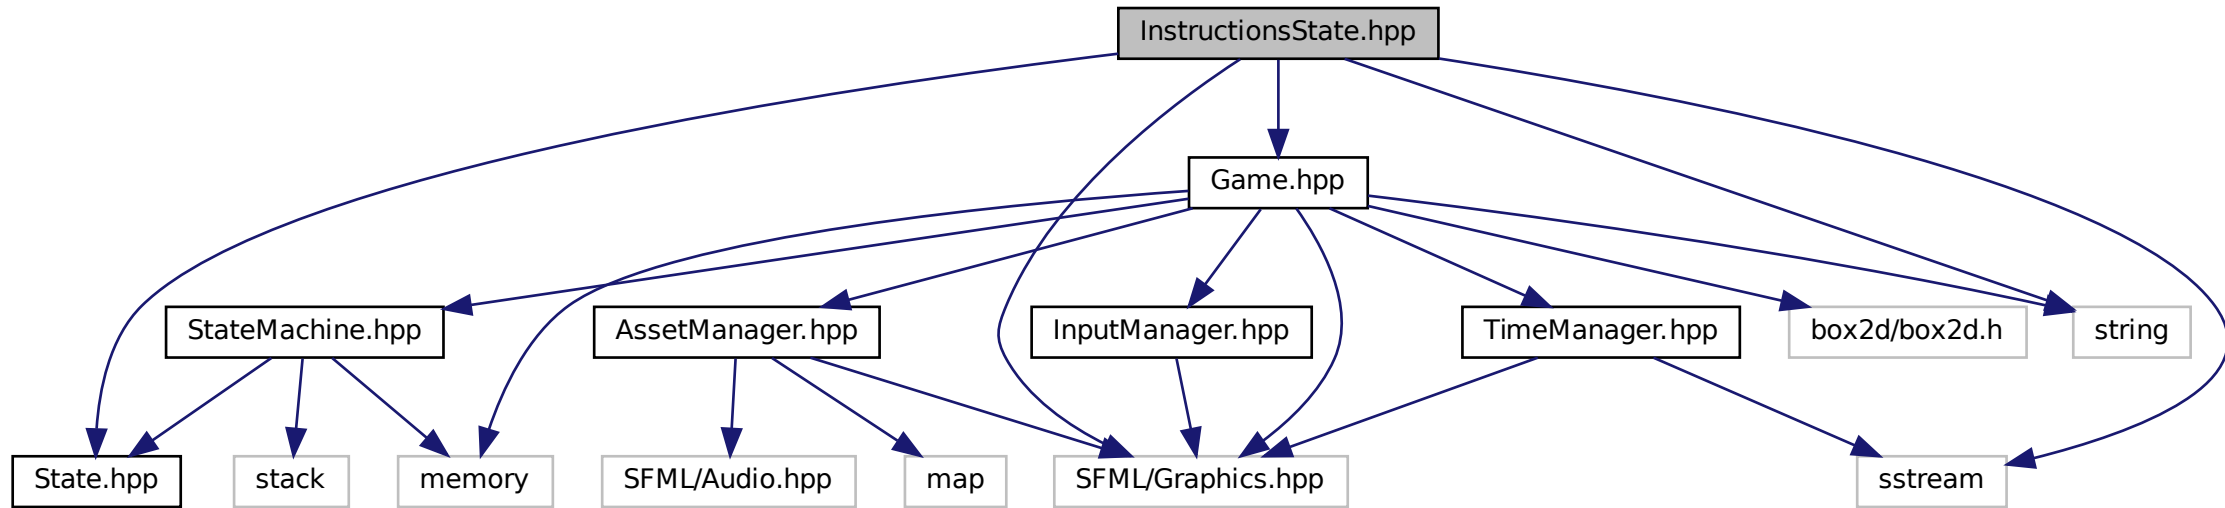 InstructionsState.hpp
Game.hpp
StateMachine.hpp
AssetManager.hpp
InputManager.hpp
TimeManager.hpp
box2d/box2d.h
string
State.hpp
stack
memory
SFML/Audio.hpp
map
SFML/Graphics.hpp
sstream